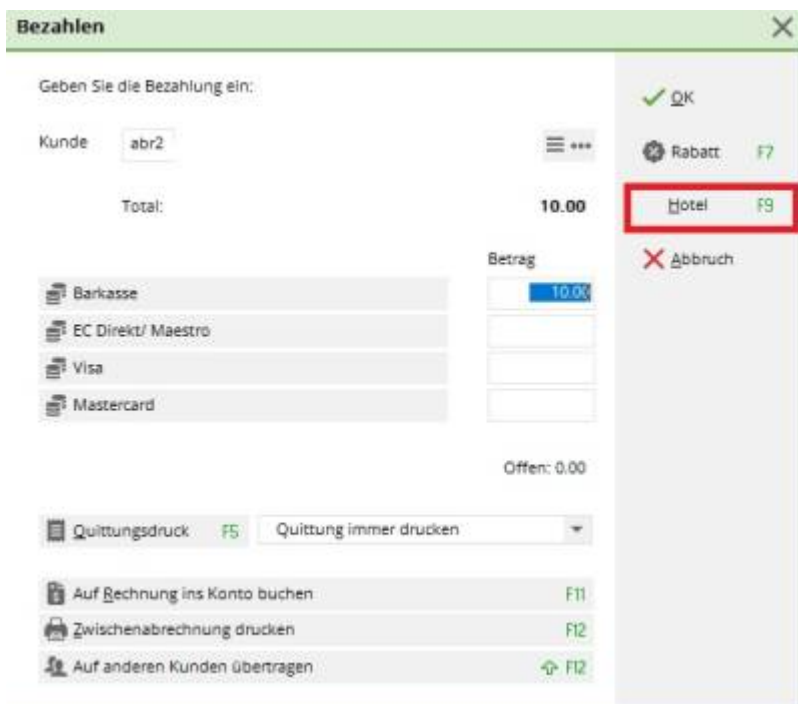 Bezahlen
Geben Sie die Bezahlung ein:
OK
Kunde abr2
Rabatt F7
Total: 10.00
Hotel F9
Betrag
Abbruch
Barkasse 10.00
EC Direkt/ Maestro
Visa
Mastercard
Offen: 0.00
Quittungsdruck F5 Quittung immer drucken
Auf Rechnung ins Konto buchen F11
Zwischenabrechnung drucken F12
Auf anderen Kunden übertragen F12